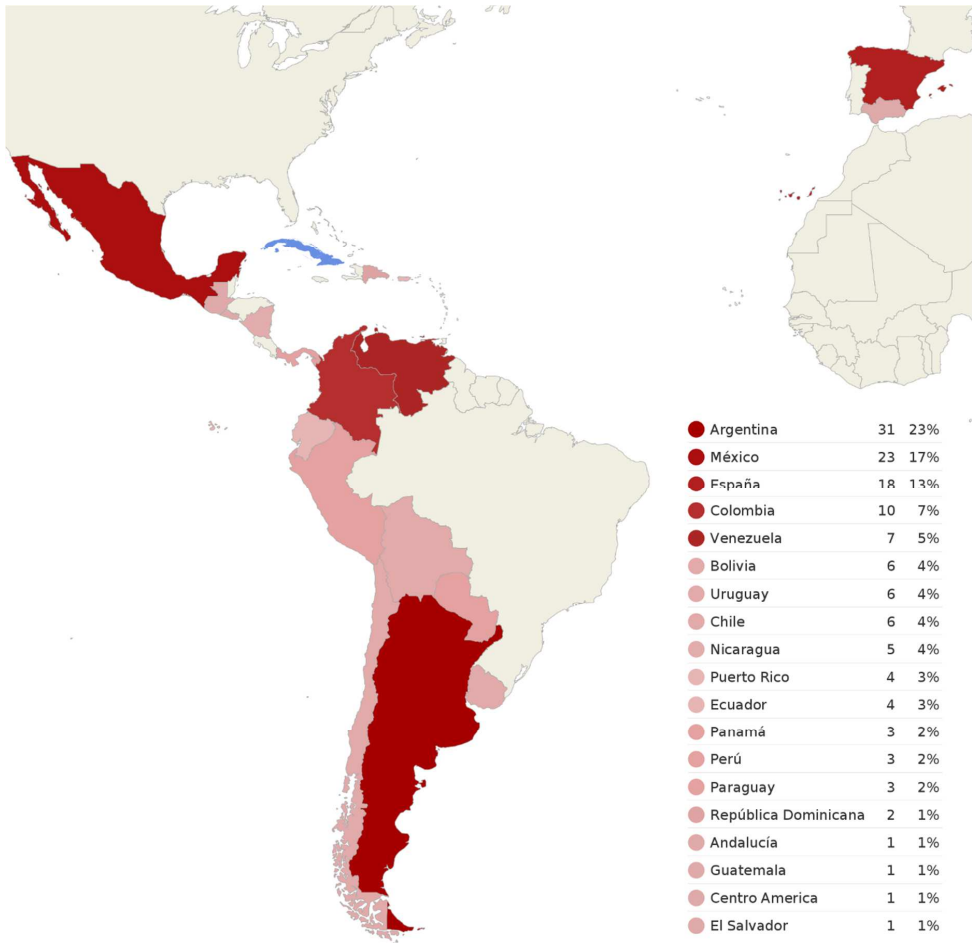 Argentina 31 23%
México 23 17%
España 18 13%
Colombia 10 7%
Venezuela 7 5%
Bolivia 6 4%
Uruguay 6 4%
Chile 6 4%
Nicaragua 5 4%
Puerto Rico 4 3%
Ecuador 4 3%
Panamá 3 2%
Perú 3 2%
Paraguay 3 2%
República Dominicana 2 1%
Andalucía 1 1%
Guatemala 1 1%
Centro America 1 1%
El Salvador 1 1%